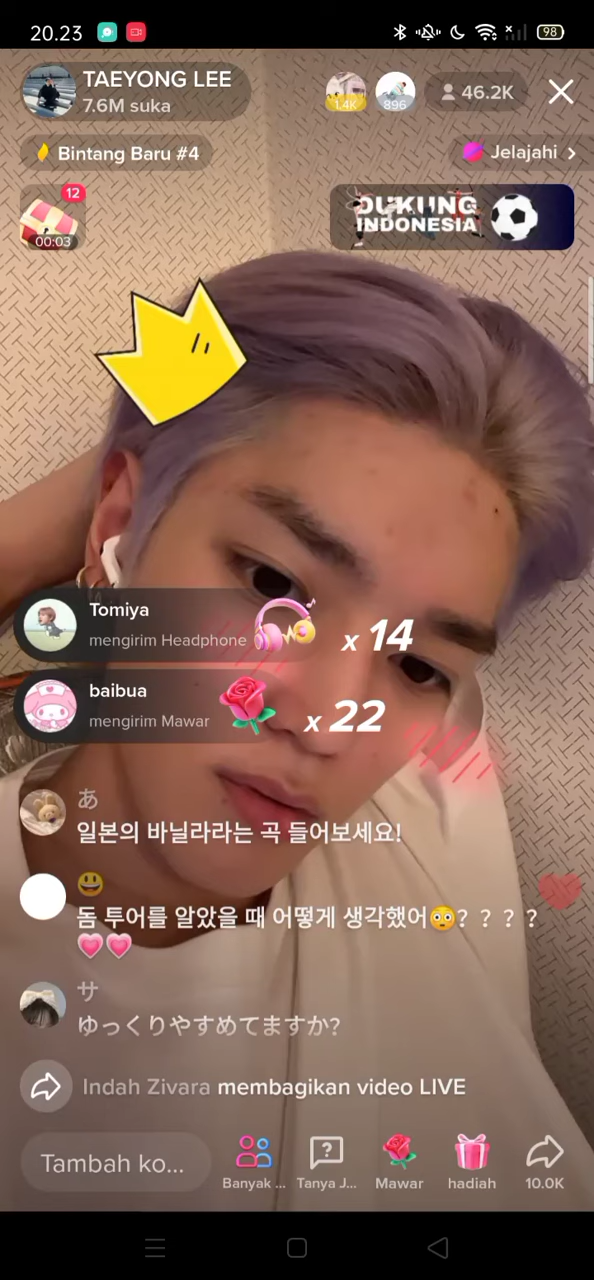 20.23
98
TAEYONG LEE
7.6M suka
1.4K
896
46.2K
Bintang Baru #4
Jelajahi
12
00:03
DUKUNG
INDONESIA
Tomiya
mengirim Headphone
x 14
baibua
mengirim Mawar
x 22
あ
일본의 바닐라라는 곡 들어보세요!
😃
돔 투어를 알았을 때 어떻게 생각했어😳？？？？
💗💗
サ
ゆっくりやすめてますか?
Indah Zivara membagikan video LIVE
Tambah ko...
Banyak ...
Tanya J...
Mawar
hadiah
10.0K